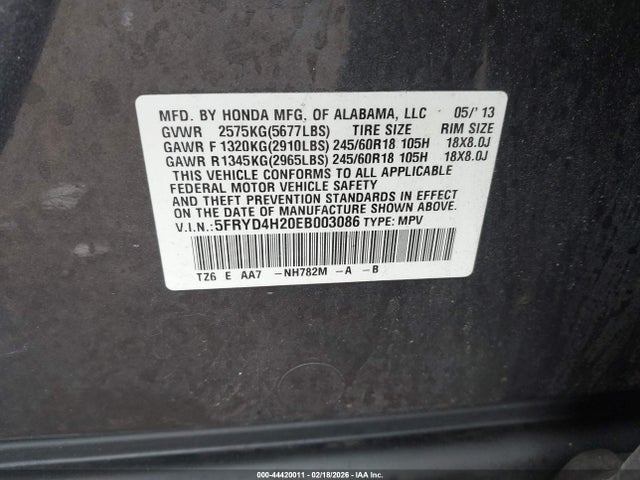 MFD. BY HONDA MFG. OF ALABAMA, LLC 05/'13
GVWR 2575KG(5677LBS) TIRE SIZE RIM SIZE
GAWR F 1320KG(2910LBS) 245/60R18 105H 18X8.0J
GAWR R1345KG(2965LBS) 245/60R18 105H 18X8.0J
THIS VEHICLE CONFORMS TO ALL APPLICABLE
FEDERAL MOTOR VEHICLE SAFETY
AND THEFT PREVENTION STANDARDS IN EFFECT
ON THE DATE OF MANUFACTURE SHOWN ABOVE.
V.I.N.:5FRYD4H20EB003086 TYPE: MPV
TZ6 E AA7 -NH782M -A -B
000-44420011 - 02/18/2026 - IAA Inc.